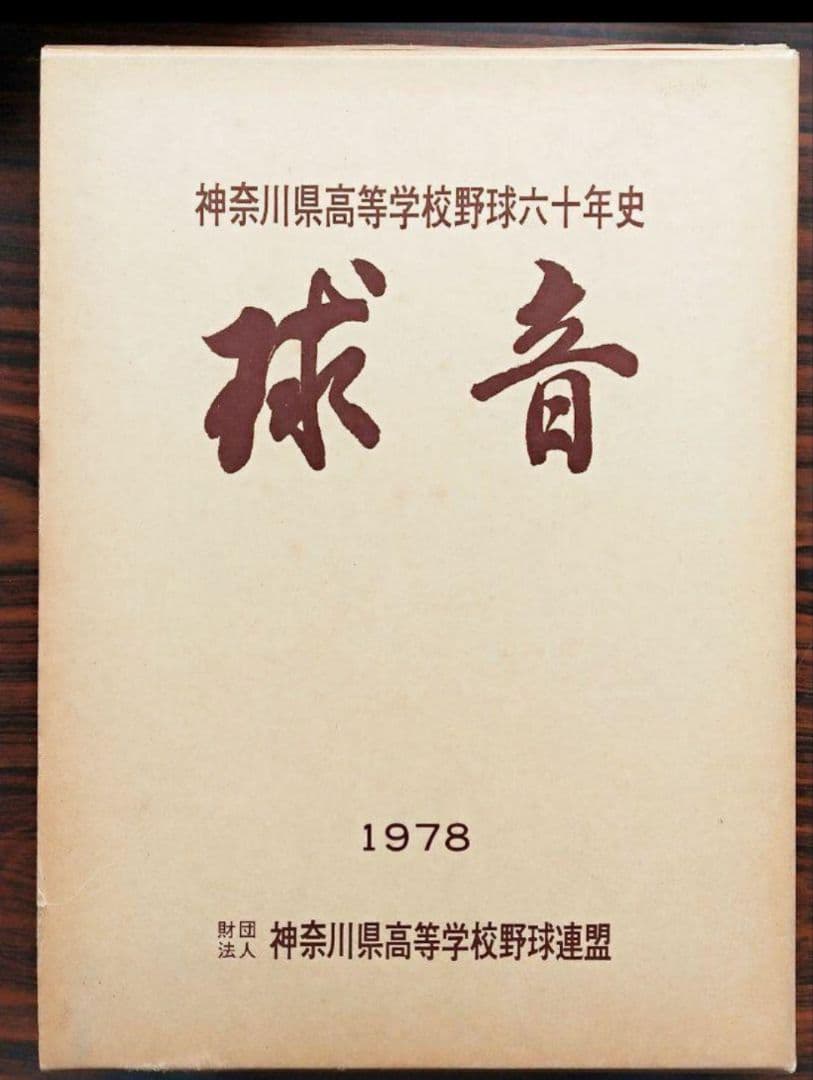 神奈川県高等学校野球六十年史
球音
1978
財団法人 神奈川県高等学校野球連盟